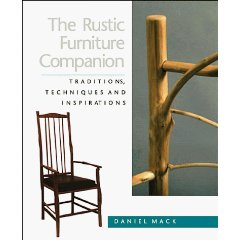 The Rustic
Furniture
Companion
TRADITIONS,
TECHNIQUES AND
INSPIRATIONS
DANIEL MACK